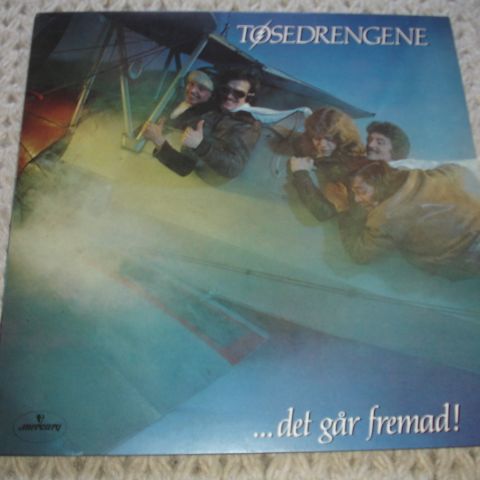 TØSEDRENGENE
mercury
...det går fremad!